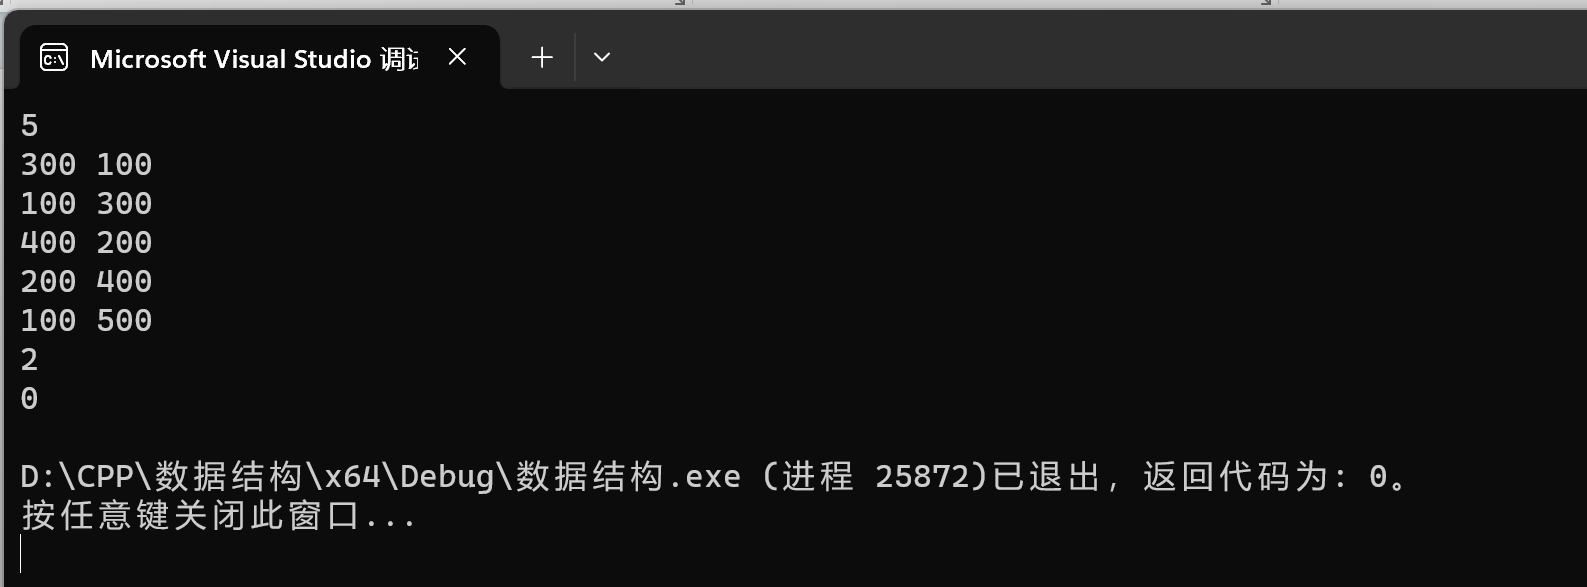 Microsoft Visual Studio 调试
5
300 100
100 300
400 200
200 400
100 500
2
0
D:\CPP\数据结构\x64\Debug\数据结构.exe (进程 25872)已退出，返回代码为: 0。
按任意键关闭此窗口...